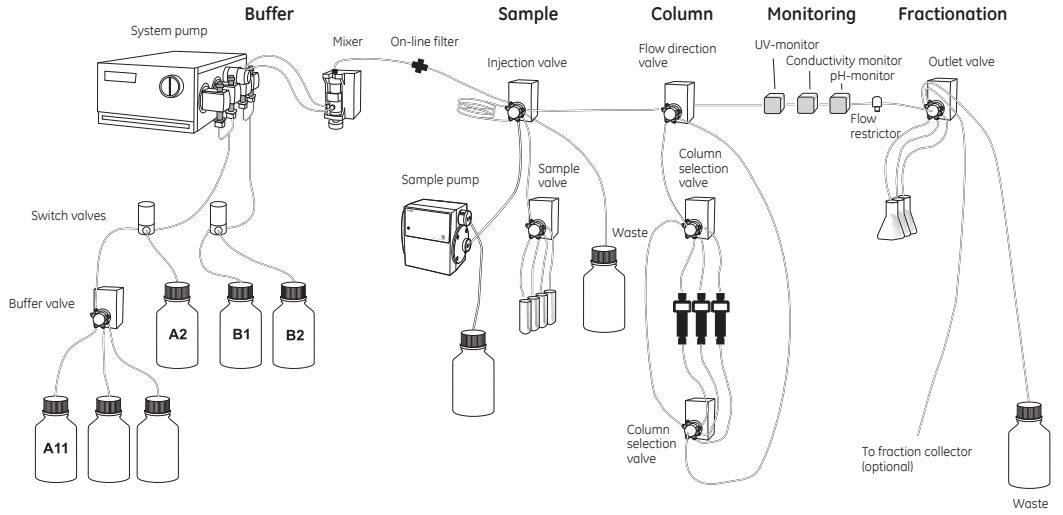 Buffer
Sample
Column
Monitoring
Fractionation
System pump
Mixer
On-line filter
Injection valve
Flow direction
valve
UV-monitor
Conductivity monitor
pH-monitor
Flow
restrictor
Outlet valve
Sample pump
Sample
valve
Column
selection
valve
Switch valves
Waste
Buffer valve
A2
B1
B2
A11
Column
selection
valve
To fraction collector
(optional)
Waste